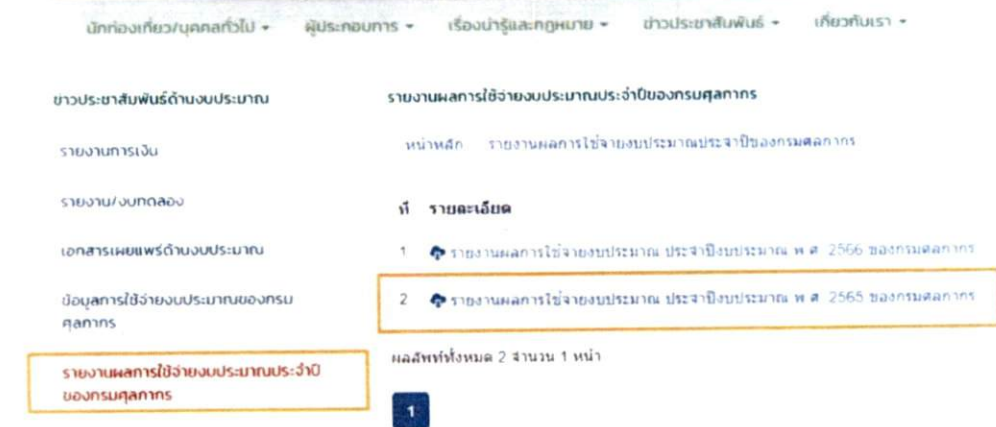 นักท่องเที่ยว/บุคคลทั่วไป ผู้ประกอบการ เรื่องน่ารู้และกฎหมาย ข่าวประชาสัมพันธ์ เกี่ยวกับเรา
ข่าวประชาสัมพันธ์ด้านงบประมาณ
รายงานการเงิน
รายงาน/งบทดลอง
เอกสารเผยแพร่ด้านงบประมาณ
ข้อมูลการใช้จ่ายงบประมาณของกรม
ศุลกากร
รายงานผลการใช้จ่ายงบประมาณประจำปี
ของกรมศุลกากร
รายงานผลการใช้จ่ายงบประมาณประจำปีของกรมศุลกากร
หน้าหลัก รายงานผลการใช้จ่ายงบประมาณประจำปีของกรมศุลกากร
ที่ รายละเอียด
1 รายงานผลการใช้จ่ายงบประมาณ ประจำปีงบประมาณ พ.ศ. 2566 ของกรมศุลกากร
2 รายงานผลการใช้จ่ายงบประมาณ ประจำปีงบประมาณ พ.ศ. 2565 ของกรมศุลกากร
ผลลัพท์ทั้งหมด 2 จำนวน 1 หน้า
1